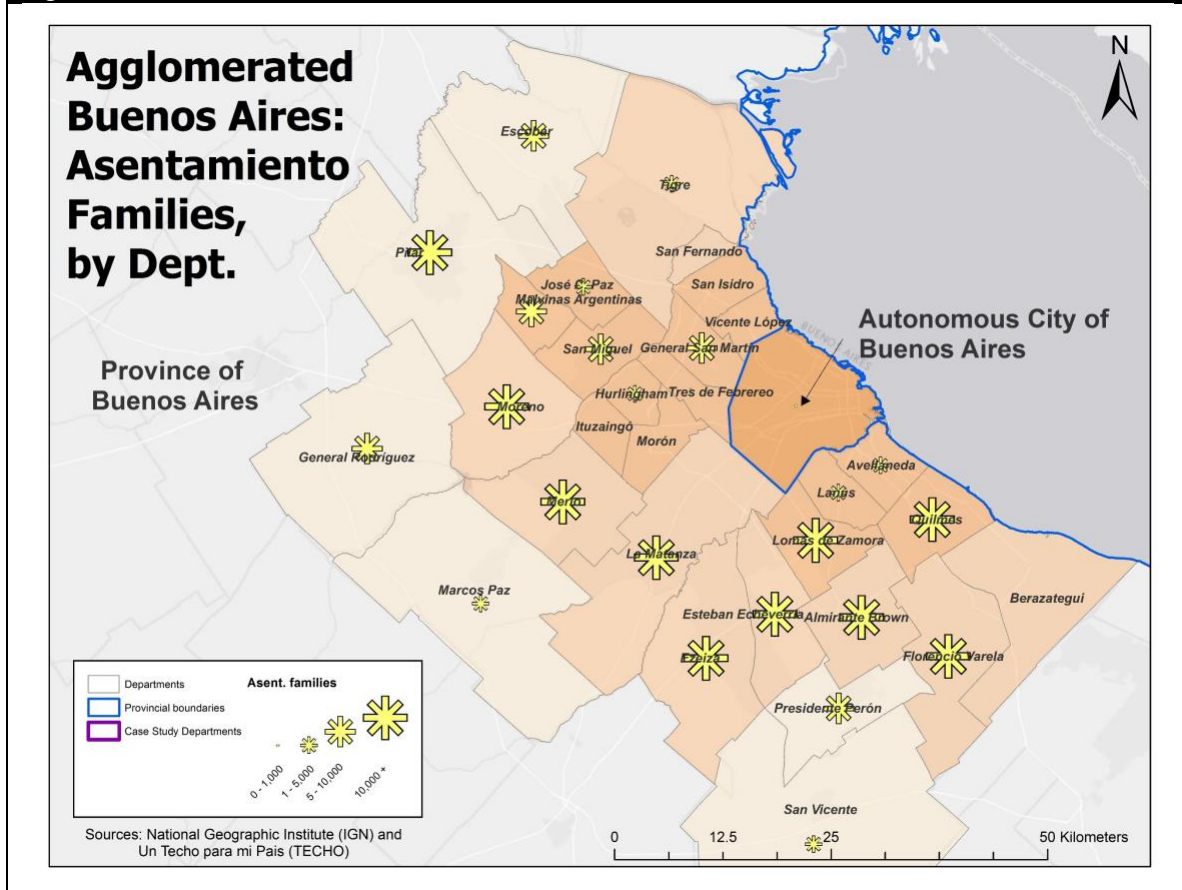 Agglomerated
Buenos Aires:
Asentamiento
Families,
by Dept.
N
Escobar
Tigre
Pilar
San Fernando
José C. Paz
San Isidro
Malvinas Argentinas
Vicente López
BUENOS AIRES
Autonomous City of
Buenos Aires
San Miguel
General San Martín
Province of
Buenos Aires
Hurlingham
Tres de Febrereo
Moreno
Ituzaingó
Morón
General Rodríguez
Avellaneda
Lanús
Merlo
Quilmes
Lomas de Zamora
La Matanza
Marcos Paz
Berazategui
Esteban Echeverría
Almirante Brown
Ezeiza
Florencio Varela
Presidente Perón
San Vicente
Departments
Asent. families
Provincial boundaries
Case Study Departments
0 - 1,000
1 - 5,000
5 - 10,000
10,000 +
Sources: National Geographic Institute (IGN) and
Un Techo para mi Pais (TECHO)
0 12.5 25 50 Kilometers